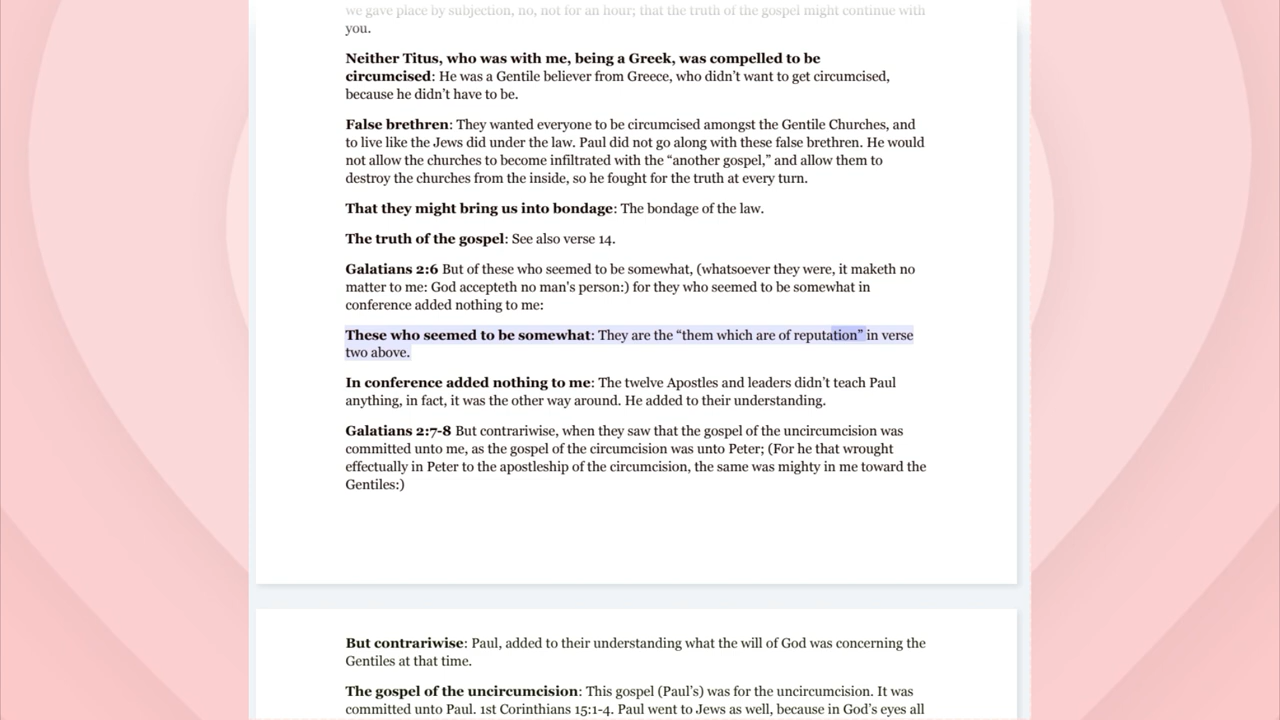 we gave place by subjection, no, not for an hour; that the truth of the gospel might continue with
you.
Neither Titus, who was with me, being a Greek, was compelled to be
circumcised: He was a Gentile believer from Greece, who didn’t want to get circumcised,
because he didn’t have to be.
False brethren: They wanted everyone to be circumcised amongst the Gentile Churches, and
to live like the Jews did under the law. Paul did not go along with these false brethren. He would
not allow the churches to become infiltrated with the “another gospel,” and allow them to
destroy the churches from the inside, so he fought for the truth at every turn.
That they might bring us into bondage: The bondage of the law.
The truth of the gospel: See also verse 14.
Galatians 2:6 But of these who seemed to be somewhat, (whatsoever they were, it maketh no
matter to me: God accepteth no man's person:) for they who seemed to be somewhat in
conference added nothing to me:
These who seemed to be somewhat: They are the “them which are of reputation” in verse
two above.
In conference added nothing to me: The twelve Apostles and leaders didn’t teach Paul
anything, in fact, it was the other way around. He added to their understanding.
Galatians 2:7-8 But contrariwise, when they saw that the gospel of the uncircumcision was
committed unto me, as the gospel of the circumcision was unto Peter; (For he that wrought
effectually in Peter to the apostleship of the circumcision, the same was mighty in me toward the
Gentiles:)
But contrariwise: Paul, added to their understanding what the will of God was concerning the
Gentiles at that time.
The gospel of the uncircumcision: This gospel (Paul’s) was for the uncircumcision. It was
committed unto Paul. 1st Corinthians 15:1-4. Paul went to Jews as well, because in God’s eyes all